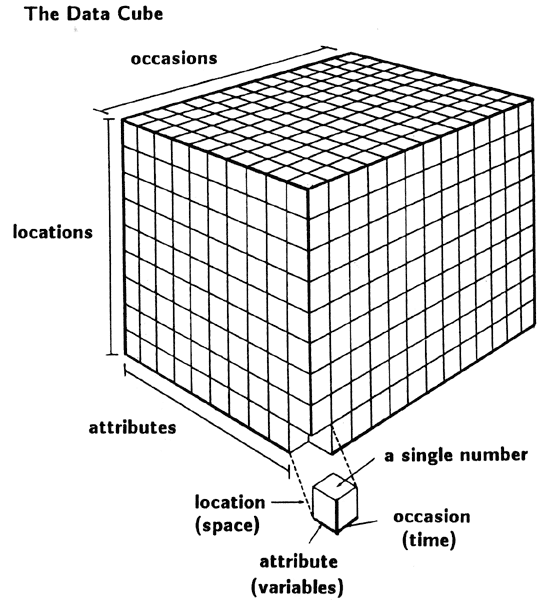 The Data Cube
occasions
locations
attributes
a single number
location
(space)
occasion
(time)
attribute
(variables)